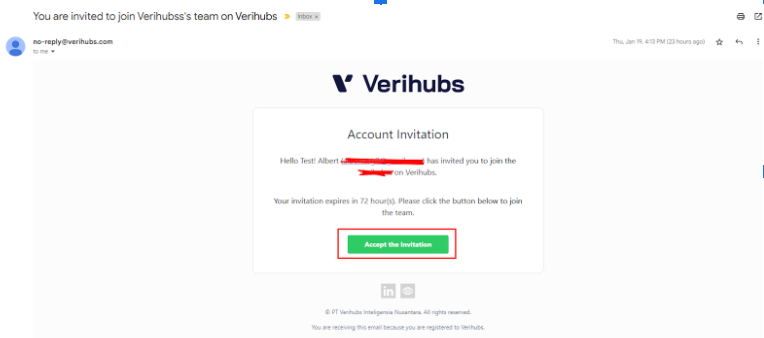 You are invited to join Verihubss's team on Verihubs
Inbox ×
no-reply@verihubs.com
Thu, Jan 19, 4:13 PM (23 hours ago)
to me
Verihubs
Account Invitation
Hello Test! Albert has invited you to join the
on Verihubs.
Your invitation expires in 72 hour(s). Please click the button below to join
the team.
Accept the Invitation
in
© PT Verihubs Inteligensia Nusantara. All rights reserved.
You are receiving this email because you are registered to Verihubs.